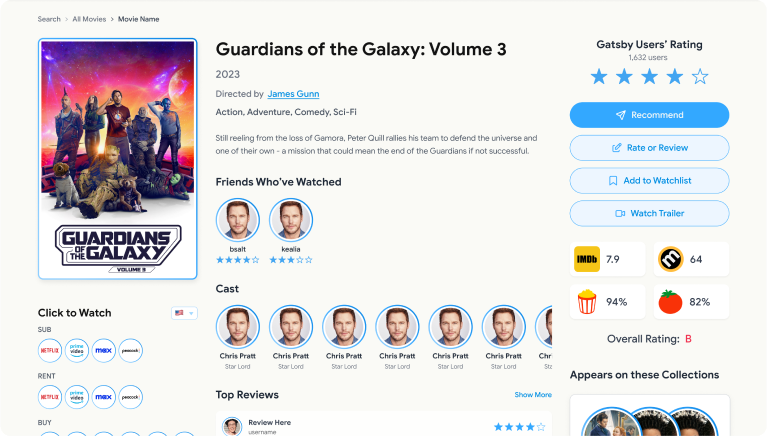 Search > All Movies > Movie Name
GUARDIANS
OF THE GALAXY
VOLUME 3
Guardians of the Galaxy: Volume 3
2023
Directed by James Gunn
Action, Adventure, Comedy, Sci-Fi
Still reeling from the loss of Gamora, Peter Quill rallies his team to defend the universe and
one of their own - a mission that could mean the end of the Guardians if not successful.
Friends Who've Watched
bsalt kealia
Cast
Chris Pratt Chris Pratt Chris Pratt Chris Pratt Chris Pratt Chris Pratt Chr
Star Lord Star Lord Star Lord Star Lord Star Lord Star Lord
Top Reviews Show More
Review Here
username
Click to Watch
SUB
NETFLIX prime video max peacock
RENT
NETFLIX prime video max peacock
BUY
Gatsby Users' Rating
1,632 users
Recommend
Rate or Review
Add to Watchlist
Watch Trailer
IMDb 7.9 m 64
94% 82%
Overall Rating: B
Appears on these Collections